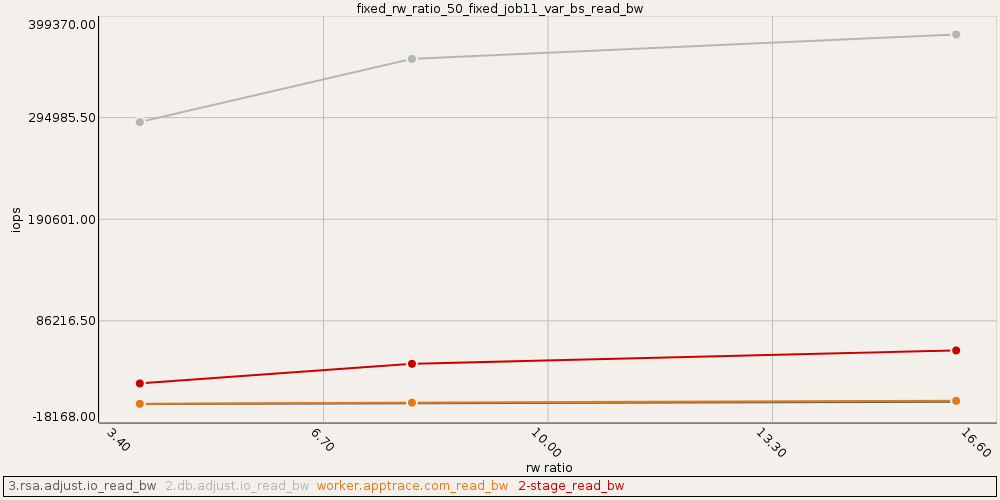 fixed_rw_ratio_50_fixed_job11_var_bs_read_bw
399370.00
294985.50
190601.00
86216.50
-18168.00
iops
3.40 6.70 10.00 13.30 16.60
rw ratio
3.rsa.adjust.io_read_bw 2.db.adjust.io_read_bw worker.apptrace.com_read_bw 2-stage_read_bw